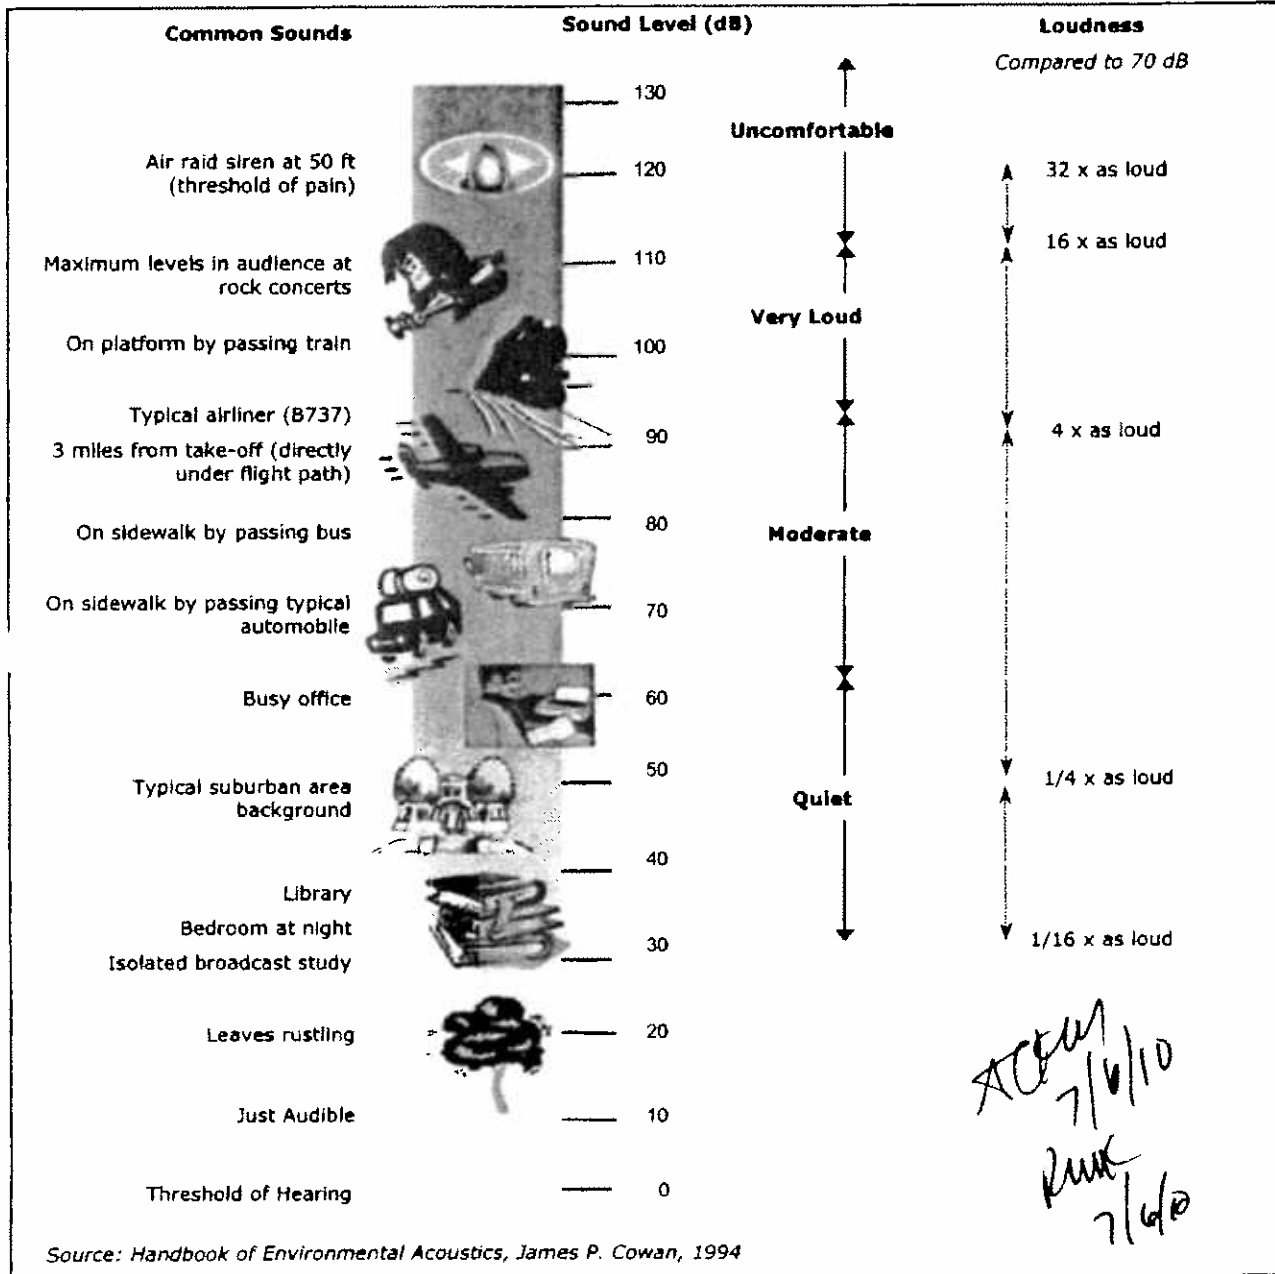 Common Sounds
Sound Level (dB)
Loudness
Compared to 70 dB
130
Uncomfortable
Air raid siren at 50 ft
(threshold of pain)
120
32 x as loud
16 x as loud
Maximum levels in audience at
rock concerts
110
Very Loud
On platform by passing train
100
Typical airliner (B737)
3 miles from take-off (directly
under flight path)
90
4 x as loud
On sidewalk by passing bus
80
Moderate
On sidewalk by passing typical
automobile
70
Busy office
60
Typical suburban area
background
50
Quiet
1/4 x as loud
40
Library
Bedroom at night
Isolated broadcast study
30
1/16 x as loud
Leaves rustling
20
Just Audible
10
Threshold of Hearing
0
7/6/10
7/6/10
Source: Handbook of Environmental Acoustics, James P. Cowan, 1994